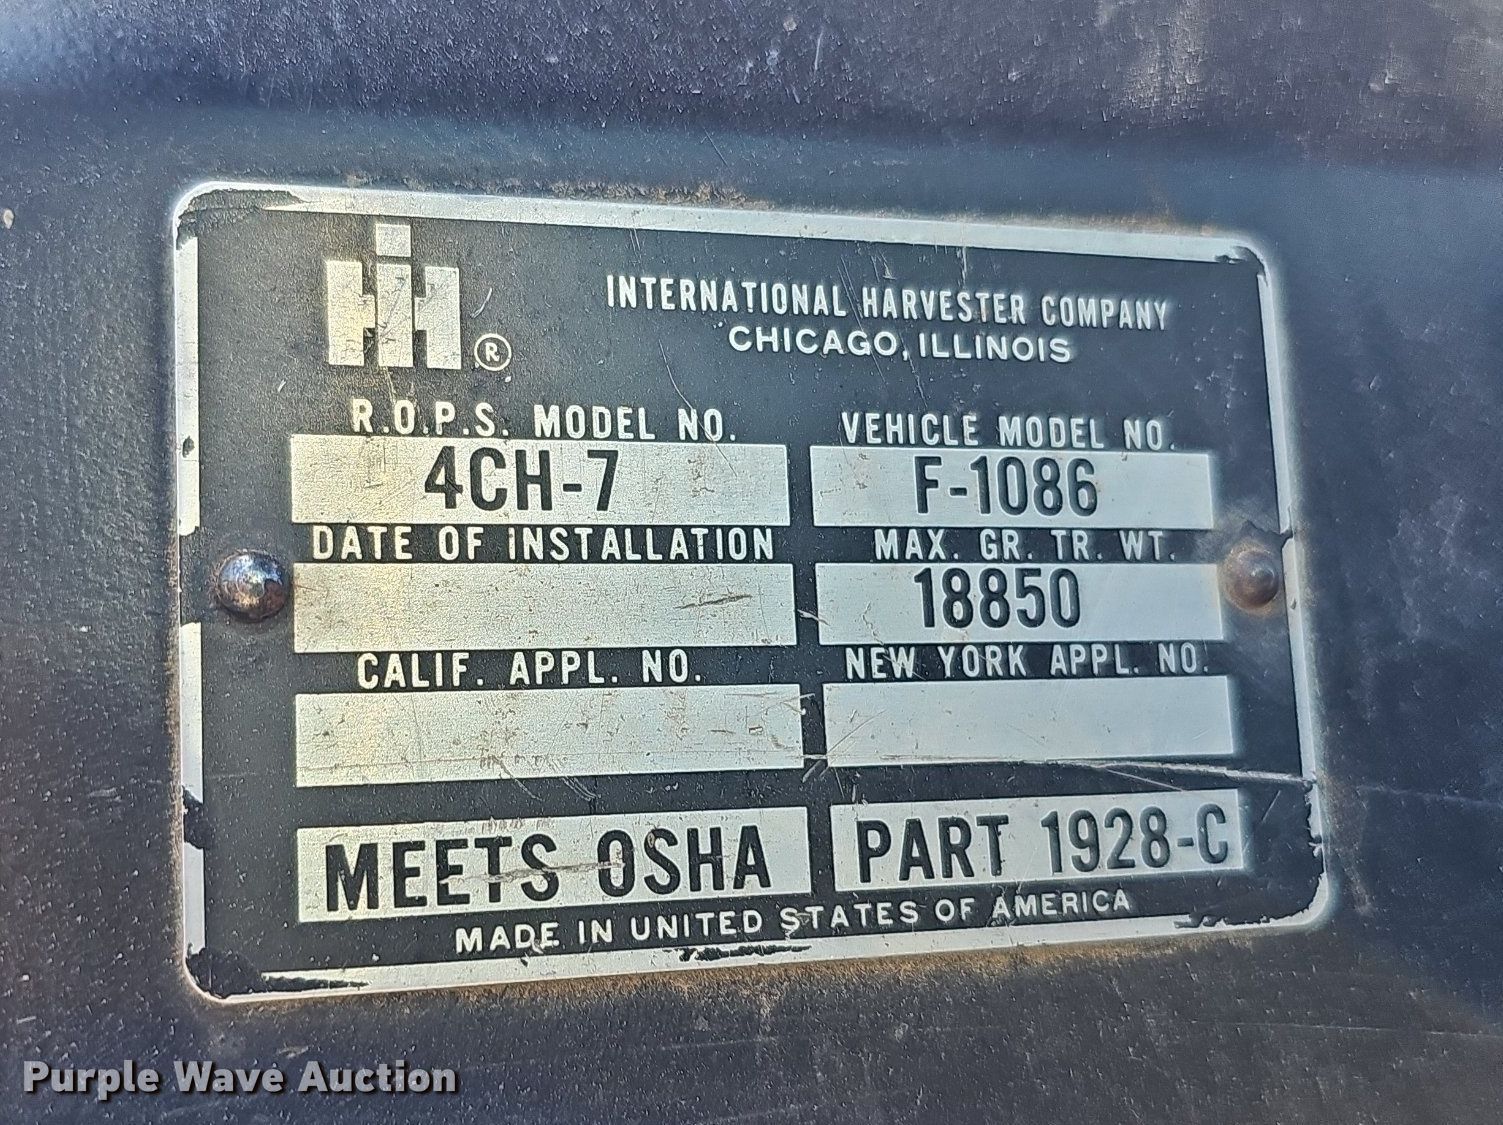 IH ®
INTERNATIONAL HARVESTER COMPANY
CHICAGO, ILLINOIS
R.O.P.S. MODEL NO.
4CH-7
VEHICLE MODEL NO.
F-1086
DATE OF INSTALLATION
MAX. GR. TR. WT.
18850
CALIF. APPL. NO.
NEW YORK APPL. NO.
MEETS OSHA
PART 1928-C
MADE IN UNITED STATES OF AMERICA
Purple Wave Auction